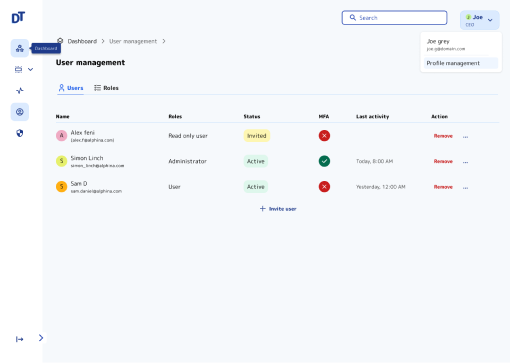 DT
Search
Joe
CEO
Joe grey
joe.g@domain.com
Profile management
Dashboard
Dashboard > User management >
User management
Users Roles
Name Roles Status MFA Last activity Action
A Alex feni Read only user Invited Remove ...
(alex.f@alphina.com)
S Simon Linch Administrator Active Today, 8:00 AM Remove ...
simon_linch@alphina.com
S Sam D User Active Yesterday, 12:00 AM Remove ...
sam.daniel@alphina.com
+ Invite user